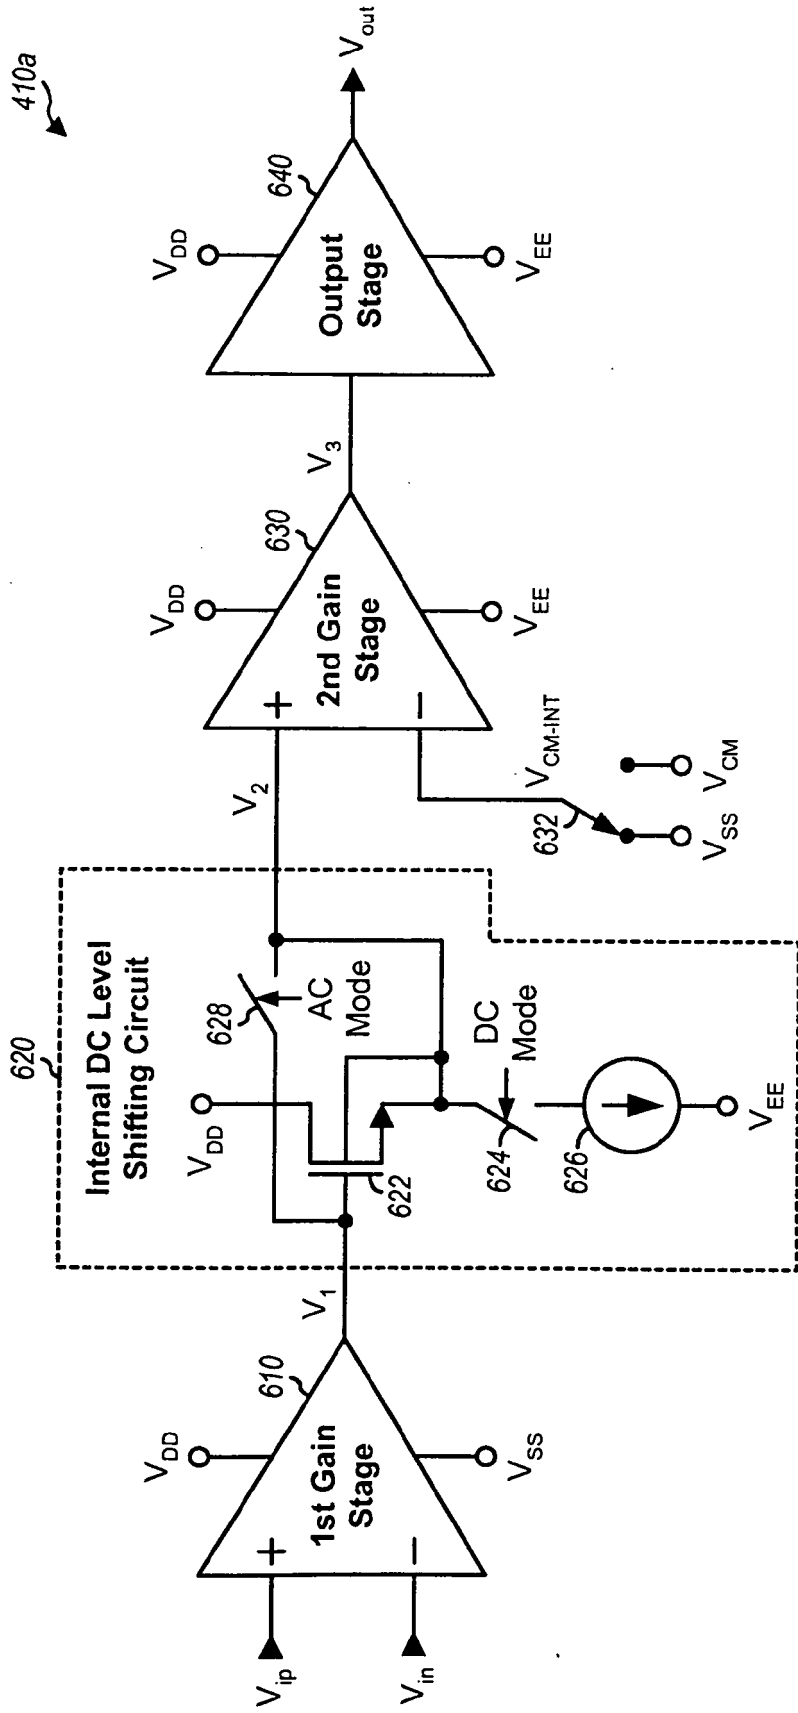 410a
620
Internal DC Level
Shifting Circuit
V_ip
V_in
+
−
1st Gain
Stage
610
V_DD
V_SS
V_1
V_DD
622
628
AC
Mode
624
DC
Mode
626
V_EE
V_2
632
V_CM-INT
V_SS
V_CM
+
−
2nd Gain
Stage
630
V_DD
V_EE
V_3
Output
Stage
640
V_DD
V_EE
V_out